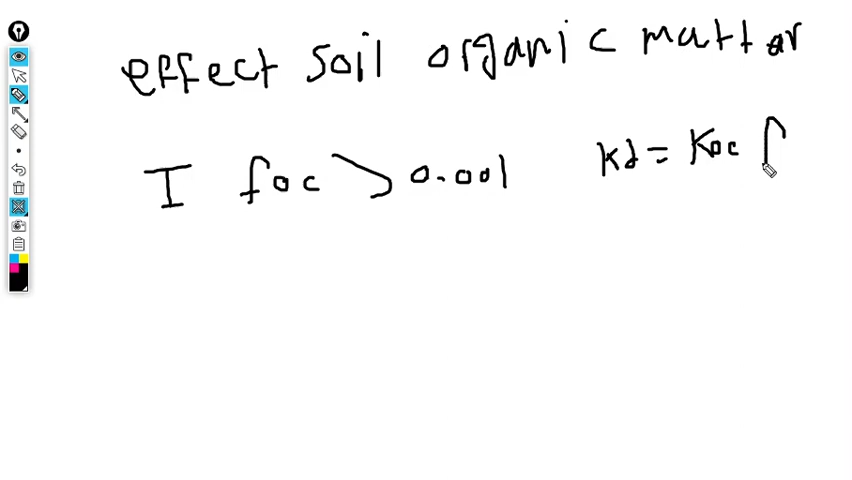 effect soil organic matter
I foc > 0.001 Kd = Koc f